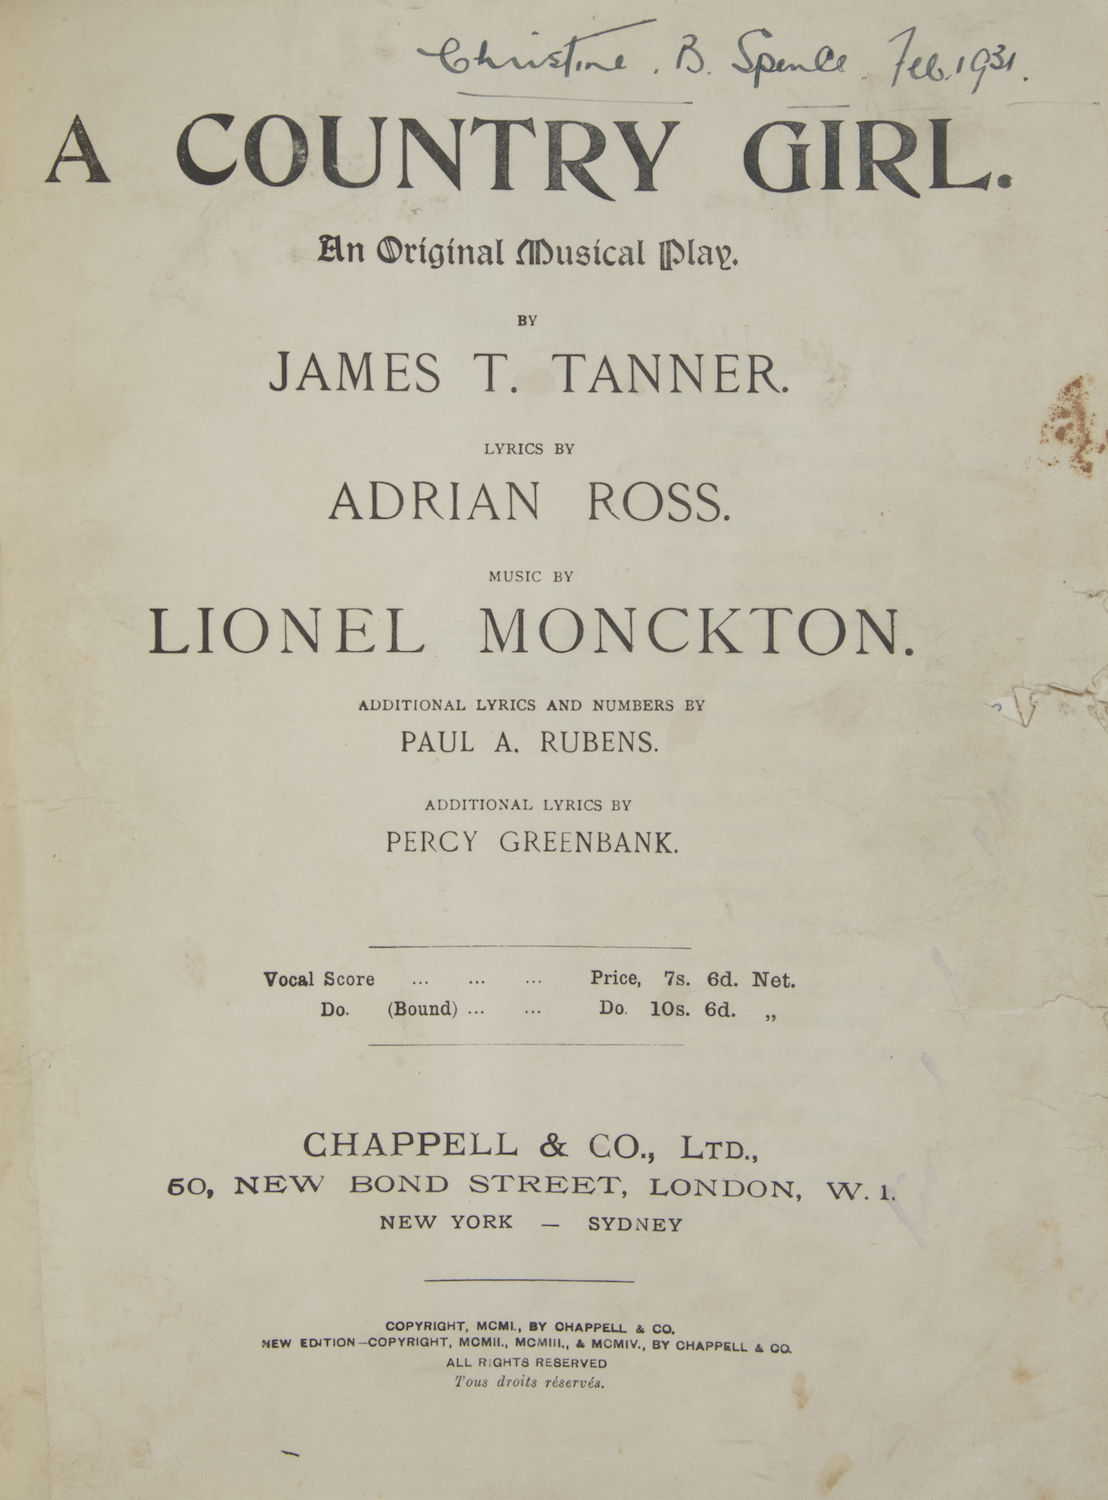 Christine. B. Spence. Feb. 1931.
A COUNTRY GIRL.
An Original Musical Play.
BY
JAMES T. TANNER.
LYRICS BY
ADRIAN ROSS.
MUSIC BY
LIONEL MONCKTON.
ADDITIONAL LYRICS AND NUMBERS BY
PAUL A. RUBENS.
ADDITIONAL LYRICS BY
PERCY GREENBANK.
Vocal Score ... ... ... Price, 7s. 6d. Net.
Do. (Bound) ... ... Do. 10s. 6d. „
CHAPPELL & CO., LTD.,
50, NEW BOND STREET, LONDON, W. 1.
NEW YORK — SYDNEY
COPYRIGHT, MCMI., BY CHAPPELL & CO.
NEW EDITION—COPYRIGHT, MCMII., MCMIII., & MCMIV., BY CHAPPELL & CO.
ALL RIGHTS RESERVED
Tous droits réservés.